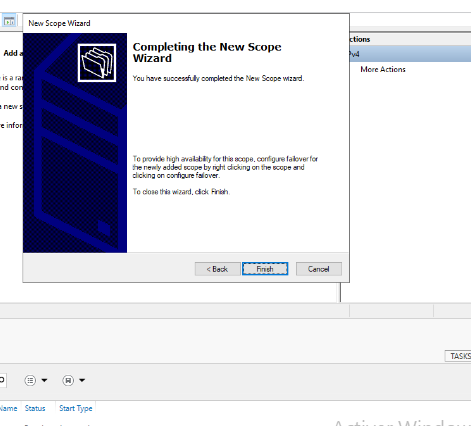 New Scope Wizard
ctions
Add a
Completing the New Scope
Wizard
Pv4
More Actions
You have successfully completed the New Scope wizard.
e is a ra
nd con
a new s
re infor
To provide high availability for this scope, configure failover for
the newly added scope by right clicking on the scope and
clicking on configure failover.
To close this wizard, click Finish.
< Back
Finish
Cancel
TASKS
Name Status Start Type